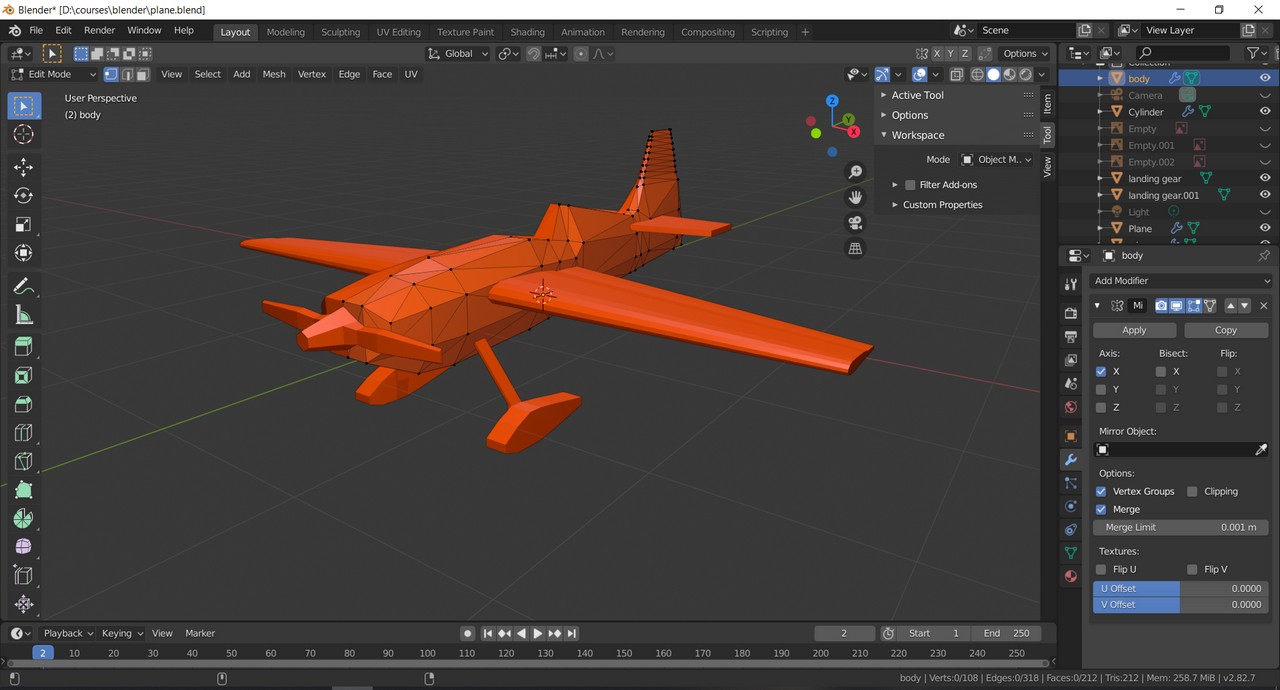 Blender* [D:\courses\blender\plane.blend]
File Edit Render Window Help Layout Modeling Sculpting UV Editing Texture Paint Shading Animation Rendering Compositing Scripting + Scene View Layer
Global X Y Z Options
Edit Mode View Select Add Mesh Vertex Edge Face UV
User Perspective
(2) body
Z
Y
X
Active Tool
Options
Workspace
Mode Object M..
Filter Add-ons
Custom Properties
Item
Tool
View
Collection
body
Camera
Cylinder
Empty
Empty.001
Empty.002
landing gear
landing gear.001
Light
Plane
body
Add Modifier
Mi
Apply Copy
Axis: Bisect: Flip:
X X X
Y Y Y
Z Z Z
Mirror Object:
Options:
Vertex Groups Clipping
Merge
Merge Limit 0.001 m
Textures:
Flip U Flip V
U Offset 0.0000
V Offset 0.0000
Playback Keying View Marker 2 Start 1 End 250
2 10 20 30 40 50 60 70 80 90 100 110 120 130 140 150 160 170 180 190 200 210 220 230 240 250
body | Verts:0/108 | Edges:0/318 | Faces:0/212 | Tris:212 | Mem: 258.7 MiB | v2.82.7